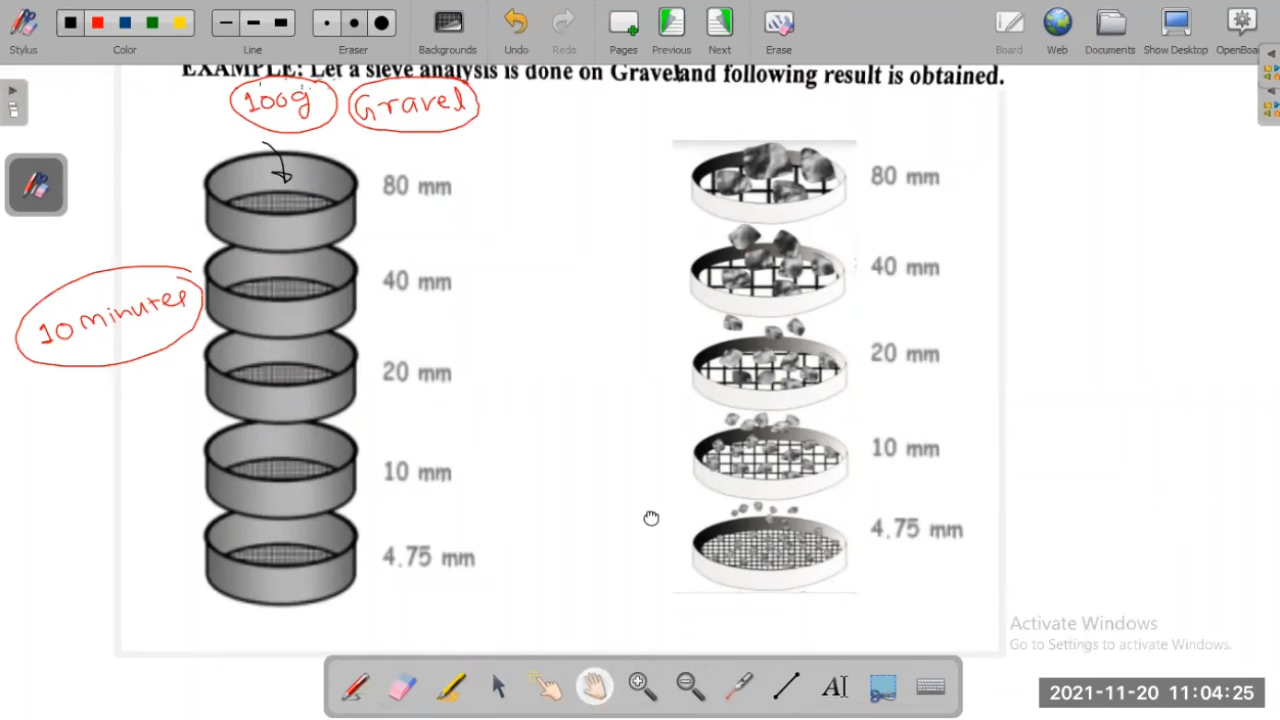 Stylus
Color
Line
Eraser
Backgrounds
Undo
Redo
Pages
Previous
Next
Erase
Board
Web
Documents
Show Desktop
OpenBoa
EXAMPLE: Let a sieve analysis is done on Gravel and following result is obtained.
100g
Gravel
10 minutes
80 mm
40 mm
20 mm
10 mm
4.75 mm
80 mm
40 mm
20 mm
10 mm
4.75 mm
Activate Windows
Go to Settings to activate Windows.
AI
2021-11-20 11:04:25